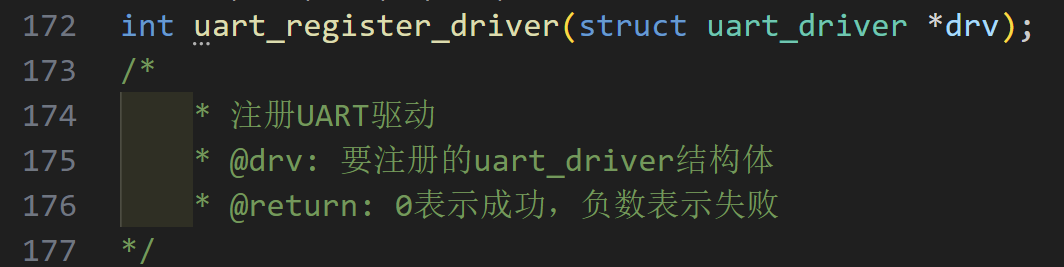 172 int uart_register_driver(struct uart_driver *drv);
173 /*
174 * 注册UART驱动
175 * @drv: 要注册的uart_driver结构体
176 * @return: 0表示成功，负数表示失败
177 */